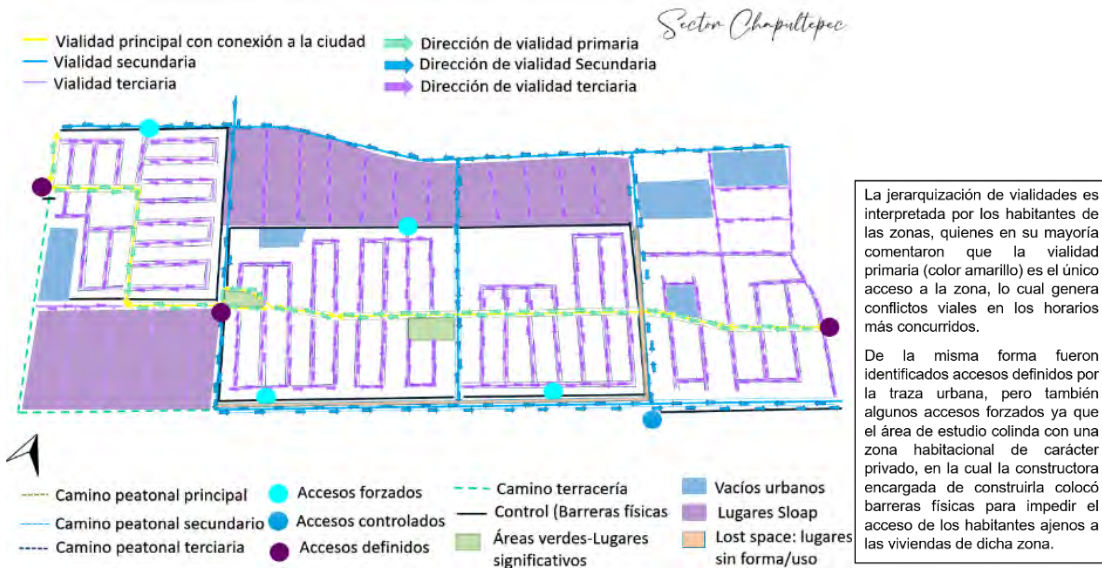 Sector Chapultepec
Vialidad principal con conexión a la ciudad
Vialidad secundaria
Vialidad terciaria
Dirección de vialidad primaria
Dirección de vialidad Secundaria
Dirección de vialidad terciaria
La jerarquización de vialidades es
interpretada por los habitantes de
las zonas, quienes en su mayoría
comentaron que la vialidad
primaria (color amarillo) es el único
acceso a la zona, lo cual genera
conflictos viales en los horarios
más concurridos.
De la misma forma fueron
identificados accesos definidos por
la traza urbana, pero también
algunos accesos forzados ya que
el área de estudio colinda con una
zona habitacional de carácter
privado, en la cual la constructora
encargada de construirla colocó
barreras físicas para impedir el
acceso de los habitantes ajenos a
las viviendas de dicha zona.
Camino peatonal principal
Camino peatonal secundario
Camino peatonal terciaria
Accesos forzados
Accesos controlados
Accesos definidos
Camino terracería
Control (Barreras físicas
Áreas verdes-Lugares
significativos
Vacíos urbanos
Lugares Sloap
Lost space: lugares
sin forma/uso